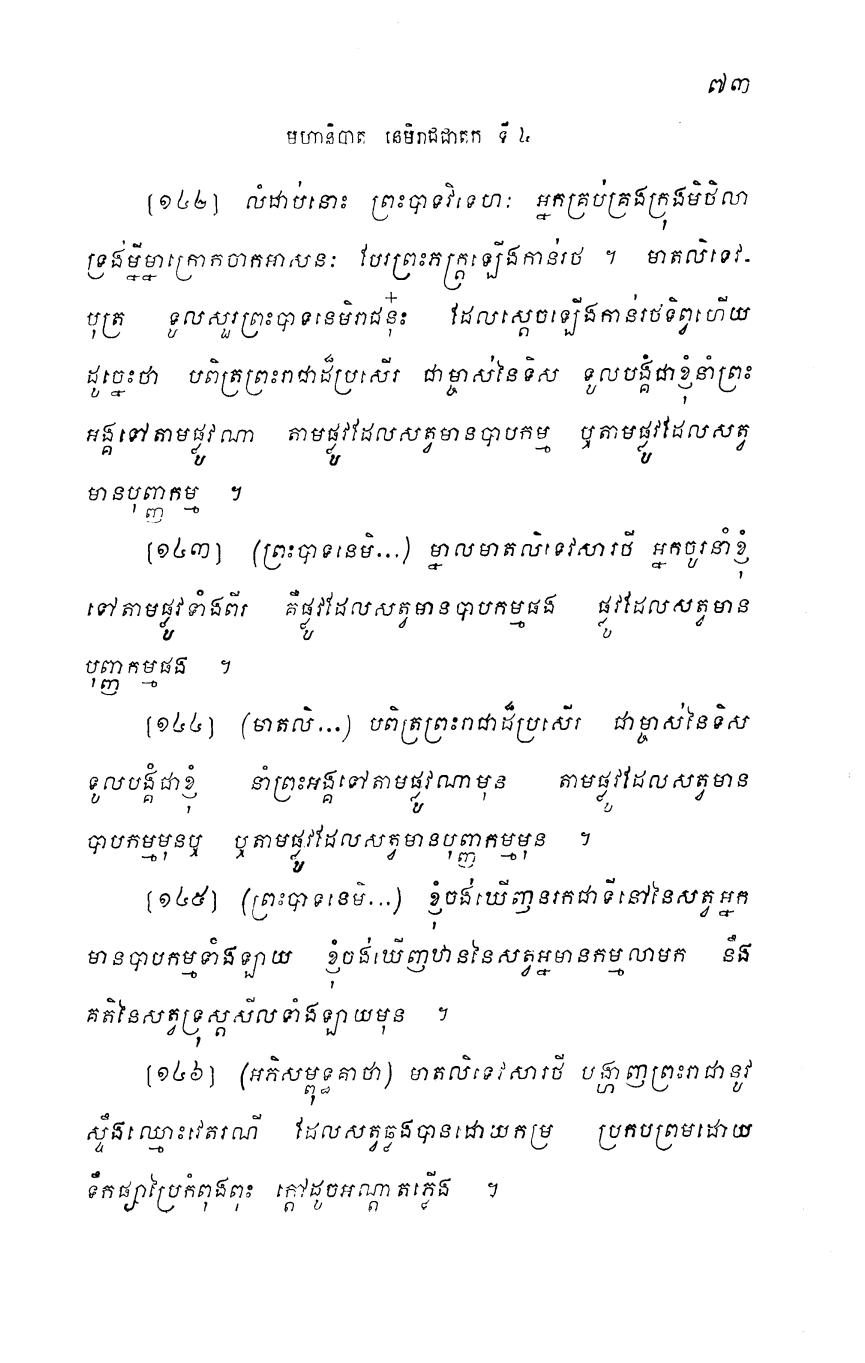 ៧៣
មហានិបាត នេមិរាជជាតក ទី ៤
[១៤២] លំដាប់នោះ ព្រះបាទវិទេហៈ អ្នកគ្រប់គ្រងក្រុងមិថិលា
ទ្រង់ម្នីម្នាក្រោកចាកអាសនៈ បែរព្រះភក្ត្រឡើងកាន់រថ ។ មាតលិទេវ-
បុត្រ ទូលសួរព្រះបាទនេមិរាជនុ៎ះ ដែលស្តេចឡើងកាន់រថទិព្វហើយ
ដូច្នេះថា បពិត្រព្រះរាជាដ៏ប្រសើរ ជាម្ចាស់នៃទិស ទូលបង្គំជាខ្ញុំនាំព្រះ
អង្គទៅតាមផ្លូវណា តាមផ្លូវដែលសត្វមានបាបកម្ម ឬតាមផ្លូវដែលសត្វ
មានបុញ្ញកម្ម ។
[១៤៣] (ព្រះបាទនេមិ...) ម្នាលមាតលិទេវសារថី អ្នកចូរនាំខ្ញុំ
ទៅតាមផ្លូវទាំងពីរ គឺផ្លូវដែលសត្វមានបាបកម្មផង ផ្លូវដែលសត្វមាន
បុញ្ញកម្មផង ។
[១៤៤] (មាតលិ...) បពិត្រព្រះរាជាដ៏ប្រសើរ ជាម្ចាស់នៃទិស
ទូលបង្គំជាខ្ញុំ នាំព្រះអង្គទៅតាមផ្លូវណាមុន តាមផ្លូវដែលសត្វមាន
បាបកម្មមុនឬ ឬតាមផ្លូវដែលសត្វមានបុញ្ញកម្មមុន ។
[១៤៥] (ព្រះបាទនេមិ...) ខ្ញុំចង់ឃើញនរកជាទីនៅនៃសត្វអ្នក
មានបាបកម្មទាំងឡាយ ខ្ញុំចង់ឃើញឋាននៃសត្វអ្នមានកម្មលាមក នឹង
គតិនៃសត្វទ្រុស្តសីលទាំងឡាយមុន ។
[១៤៦] (អភិសម្ពុទ្ធគាថា) មាតលិទេវសារថី បង្ហាញព្រះរាជានូវ
ស្ទឹងឈ្មោះវេតរណី ដែលសត្វឆ្លងបានដោយកម្រ ប្រកបព្រមដោយ
ទឹកផ្សាប្រៃកំពុងពុះ ក្តៅដូចអណ្តាតភ្លើង ។